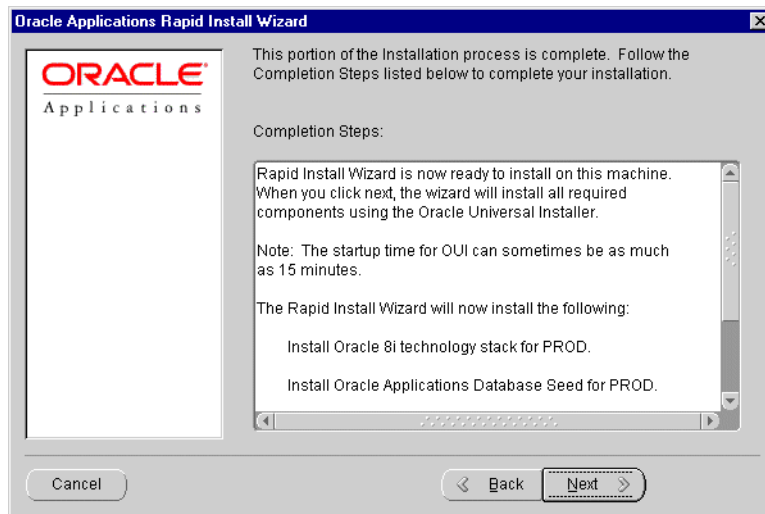 Oracle Applications Rapid Install Wizard
ORACLE®
Applications
This portion of the Installation process is complete. Follow the
Completion Steps listed below to complete your installation.
Completion Steps:
Rapid Install Wizard is now ready to install on this machine.
When you click next, the wizard will install all required
components using the Oracle Universal Installer.
Note: The startup time for OUI can sometimes be as much
as 15 minutes.
The Rapid Install Wizard will now install the following:
Install Oracle 8i technology stack for PROD.
Install Oracle Applications Database Seed for PROD.
Cancel
Back
Next